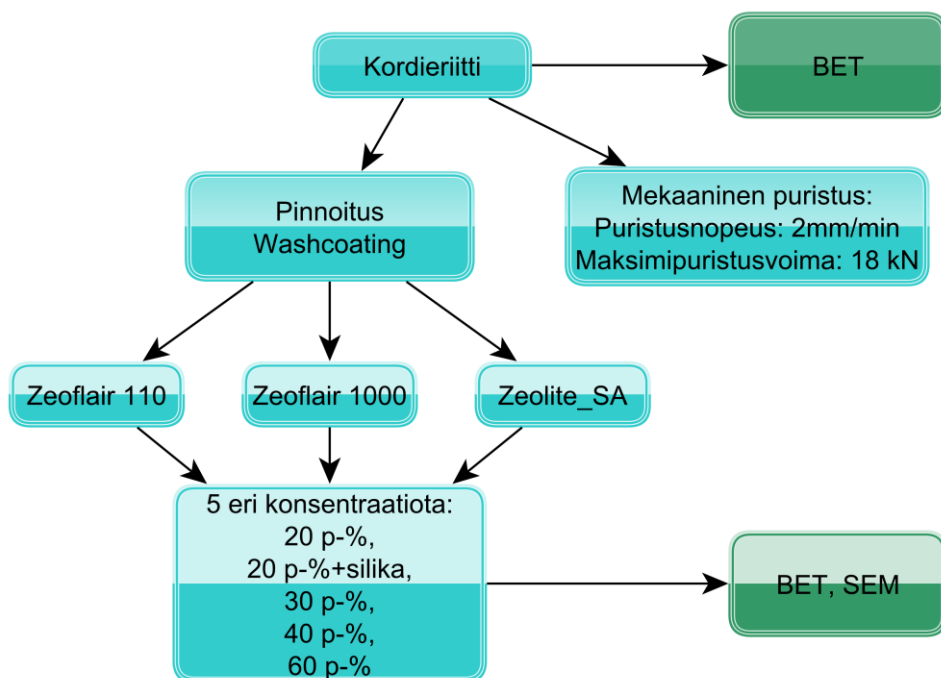 Kordieriitti
BET
Pinnoitus
Washcoating
Mekaaninen puristus:
Puristusnopeus: 2mm/min
Maksimipuristusvoima: 18 kN
Zeoflair 110
Zeoflair 1000
Zeolite_SA
5 eri konsentraatiota:
20 p-%,
20 p-%+silika,
30 p-%,
40 p-%,
60 p-%
BET, SEM